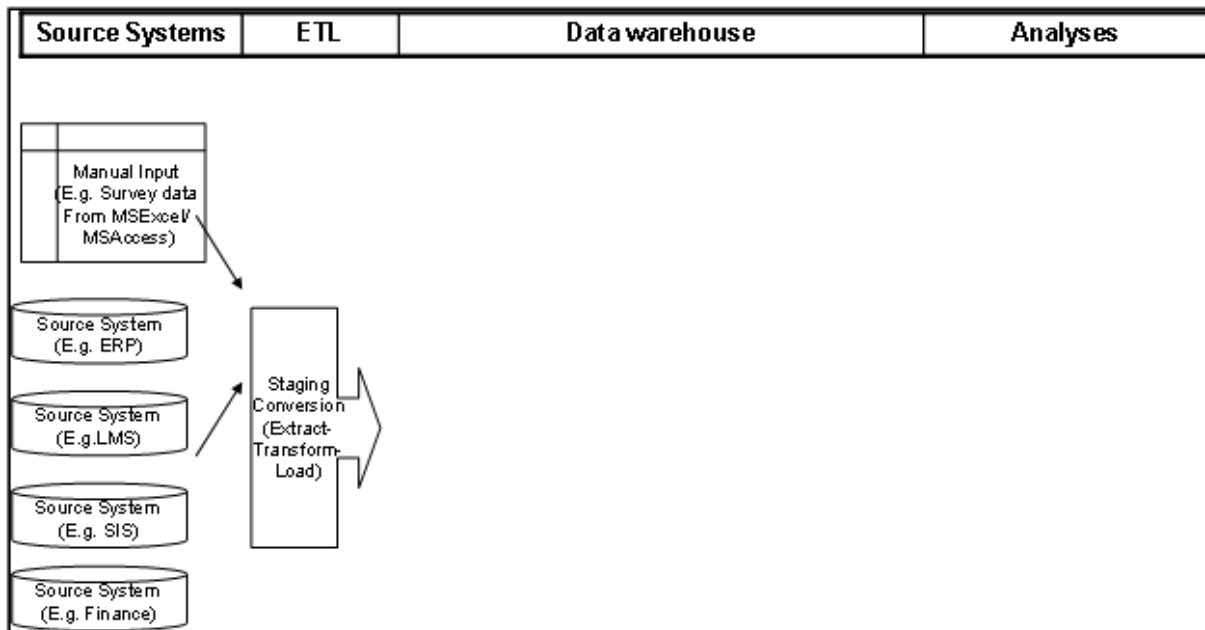 Source Systems
ETL
Data warehouse
Analyses
Manual Input
(E.g. Survey data
From MSExcel/
MSAccess)
Source System
(E.g. ERP)
Source System
(E.g.LMS)
Source System
(E.g. SIS)
Source System
(E.g. Finance)
Staging
Conversion
(Extract-
Transform-
Load)